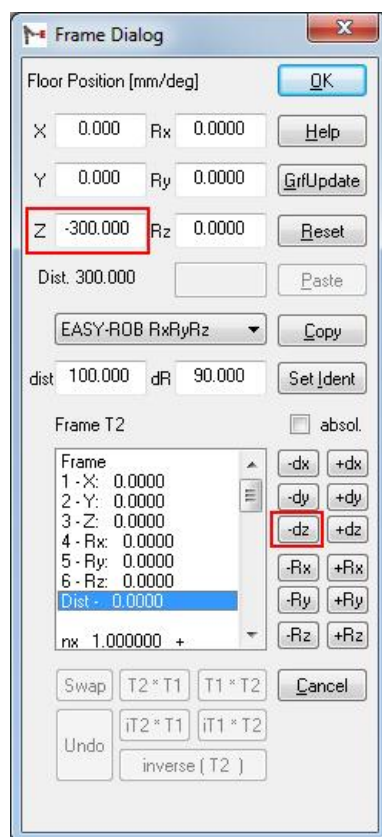 Frame Dialog
Floor Position [mm/deg]
OK
X 0.000 Rx 0.0000 Help
Y 0.000 Ry 0.0000 GrfUpdate
Z -300.000 Rz 0.0000 Reset
Dist. 300.000 Paste
EASY-ROB RxRyRz Copy
dist 100.000 dR 90.000 Set Ident
Frame T2 absol.
Frame
1 - X: 0.0000
2 - Y: 0.0000
3 - Z: 0.0000
4 - Rx: 0.0000
5 - Ry: 0.0000
6 - Rz: 0.0000
Dist - 0.0000
nx 1.000000 +
-dx +dx
-dy +dy
-dz +dz
-Rx +Rx
-Ry +Ry
-Rz +Rz
Swap T2 * T1 T1 * T2 Cancel
Undo iT2 * T1 iT1 * T2
inverse ( T2 )